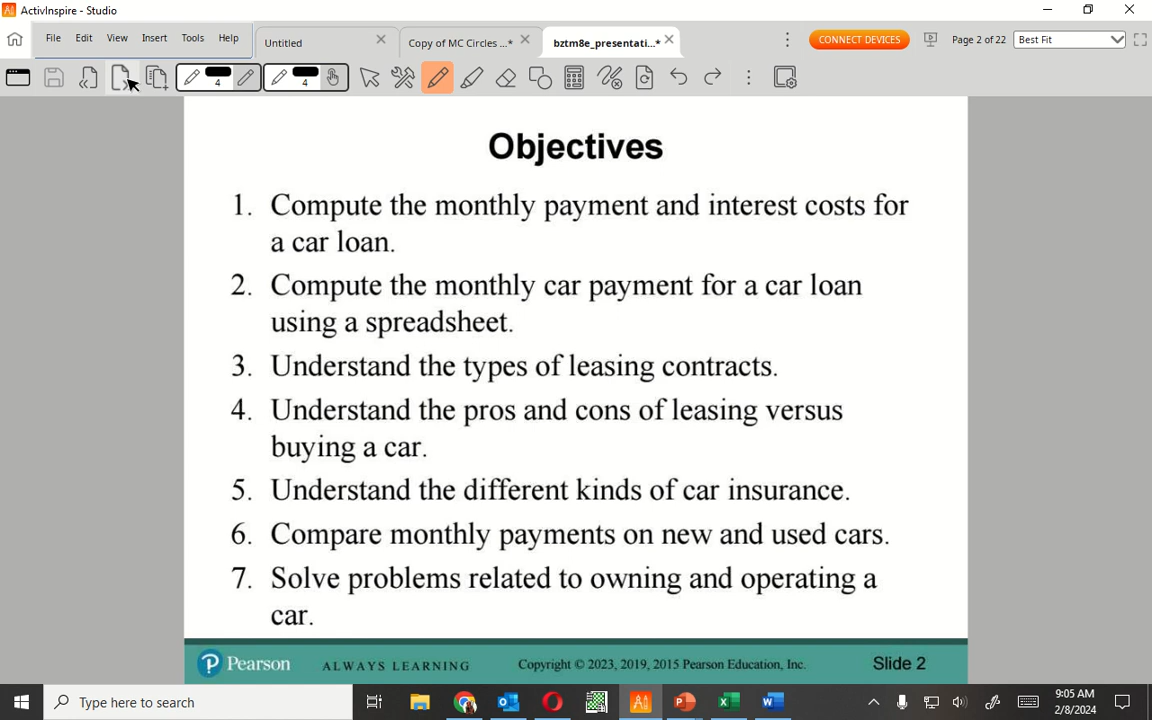 ActivInspire - Studio
File Edit View Insert Tools Help
Untitled
Copy of MC Circles ...*
bztm8e_presentati...*
CONNECT DEVICES
Page 2 of 22
Best Fit
4
4
Objectives
1. Compute the monthly payment and interest costs for
a car loan.
2. Compute the monthly car payment for a car loan
using a spreadsheet.
3. Understand the types of leasing contracts.
4. Understand the pros and cons of leasing versus
buying a car.
5. Understand the different kinds of car insurance.
6. Compare monthly payments on new and used cars.
7. Solve problems related to owning and operating a
car.
Pearson
ALWAYS LEARNING
Copyright © 2023, 2019, 2015 Pearson Education, Inc.
Slide 2
Type here to search
9:05 AM
2/8/2024